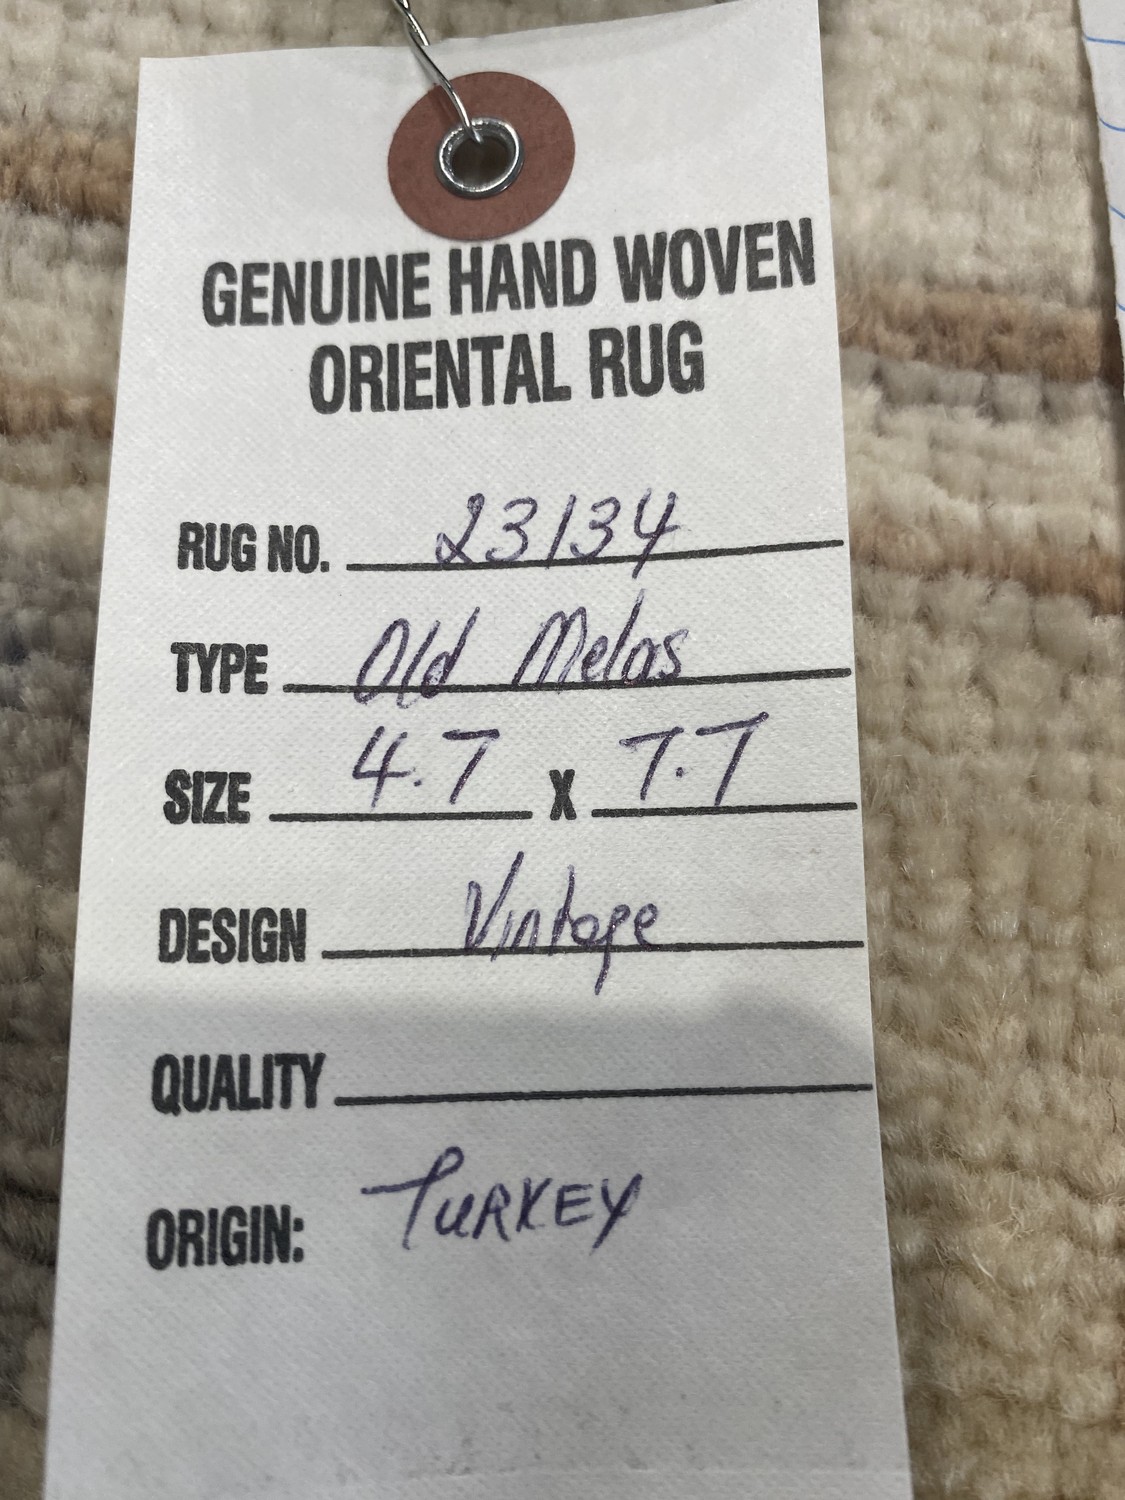 GENUINE HAND WOVEN
ORIENTAL RUG
RUG NO. 23134
TYPE Old Melas
SIZE 4.7 X 7.7
DESIGN Vintage
QUALITY
ORIGIN: TURKEY